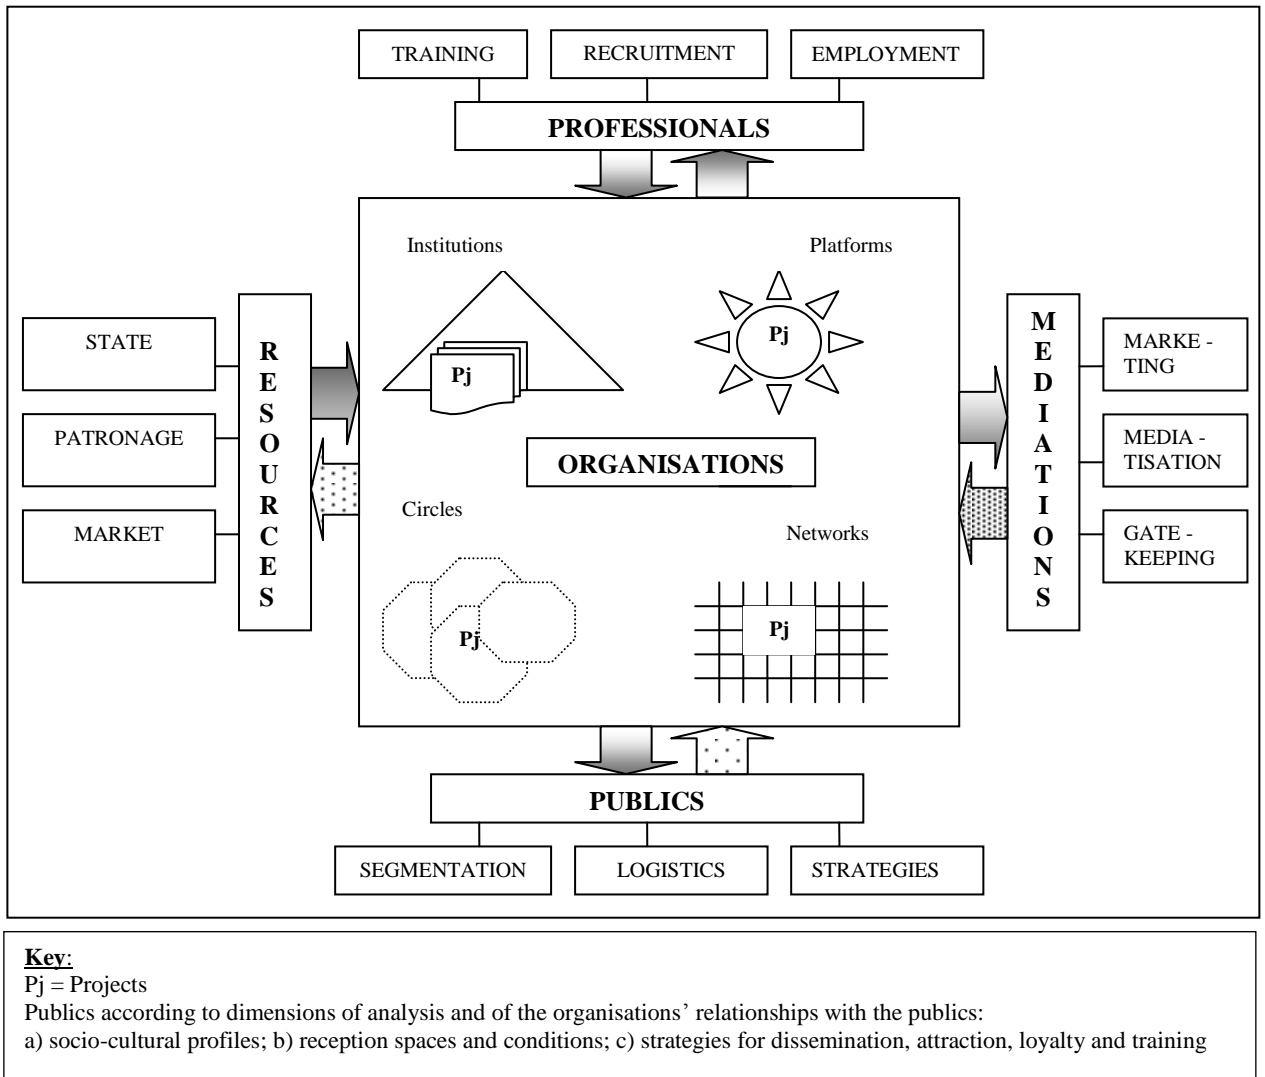 TRAINING
RECRUITMENT
EMPLOYMENT
PROFESSIONALS
Institutions
Platforms
Pj
Pj
STATE
PATRONAGE
MARKET
RESOURCES
ORGANISATIONS
MEDIATIONS
MARKE -
TING
MEDIA -
TISATION
GATE -
KEEPING
Circles
Networks
Pj
Pj
PUBLICS
SEGMENTATION
LOGISTICS
STRATEGIES
Key:
Pj = Projects
Publics according to dimensions of analysis and of the organisations’ relationships with the publics:
a) socio-cultural profiles; b) reception spaces and conditions; c) strategies for dissemination, attraction, loyalty and training